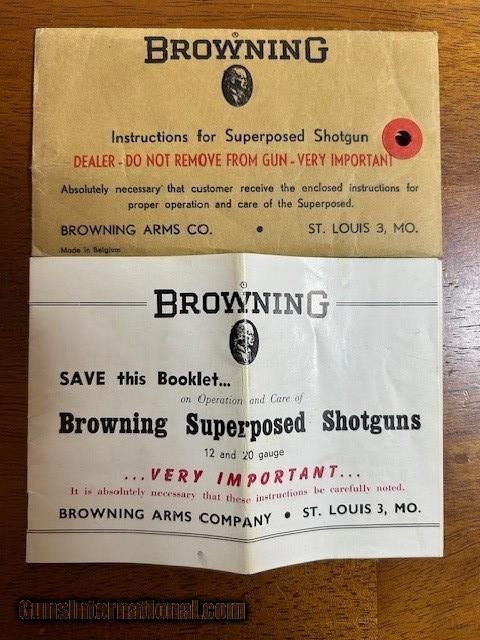 BROWNING
Instructions for Superposed Shotgun
DEALER - DO NOT REMOVE FROM GUN - VERY IMPORTANT
Absolutely necessary that customer receive the enclosed instructions for
proper operation and care of the Superposed.
BROWNING ARMS CO. • ST. LOUIS 3, MO.
Made in Belgium
BROWNING
SAVE this Booklet...
on Operation and Care of
Browning Superposed Shotguns
12 and 20 gauge
...VERY IMPORTANT...
It is absolutely necessary that these instructions be carefully noted.
BROWNING ARMS COMPANY • ST. LOUIS 3, MO.
GunsInternational.com